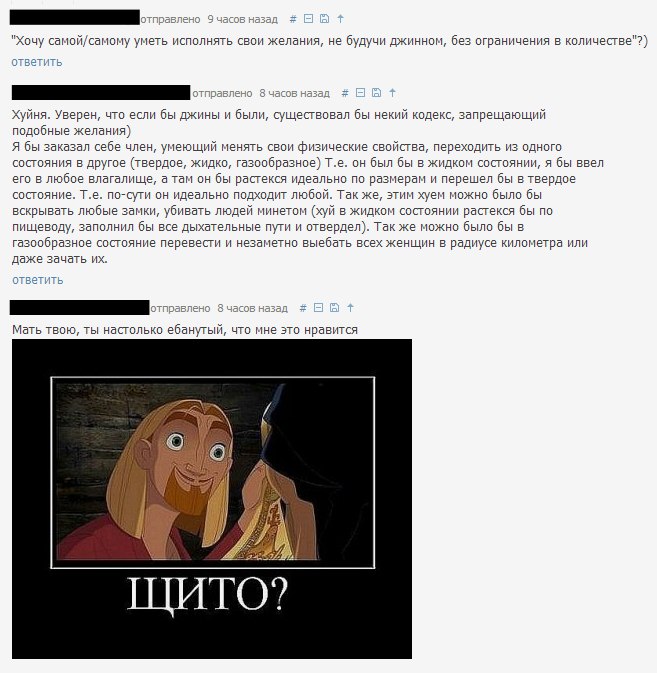 отправлено 9 часов назад #
"Хочу самой/самому уметь исполнять свои желания, не будучи джинном, без ограничения в количестве"?)
ответить
отправлено 8 часов назад #
Хуйня. Уверен, что если бы джины и были, существовал бы некий кодекс, запрещающий
подобные желания)
Я бы заказал себе член, умеющий менять свои физические свойства, переходить из одного
состояния в другое (твердое, жидко, газообразное) Т.е. он был бы в жидком состоянии, я бы ввел
его в любое влагалище, а там он бы растекся идеально по размерам и перешел бы в твердое
состояние. Т.е. по-сути он идеально подходит любой. Так же, этим хуем можно было бы
вскрывать любые замки, убивать людей минетом (хуй в жидком состоянии растекся бы по
пищеводу, заполнил бы все дыхательные пути и отвердел). Так же можно было бы в
газообразное состояние перевести и незаметно выебать всех женщин в радиусе километра или
даже зачать их.
ответить
отправлено 8 часов назад #
Мать твою, ты настолько ебанутый, что мне это нравится
ЩИТО?